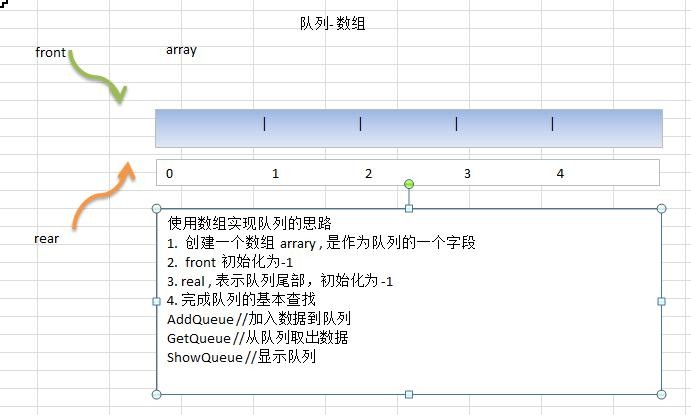 队列-数组
front
array
0 1 2 3 4
rear
使用数组实现队列的思路
1. 创建一个数组 arrary , 是作为队列的一个字段
2. front 初始化为-1
3. real , 表示队列尾部，初始化为 -1
4. 完成队列的基本查找
AddQueue //加入数据到队列
GetQueue //从队列取出数据
ShowQueue //显示队列